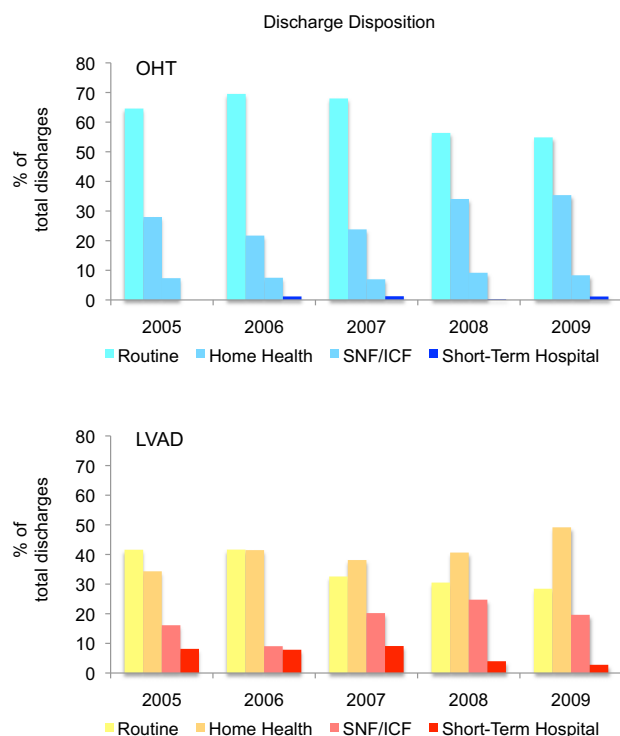 Discharge Disposition
OHT
% of
total discharges
80
70
60
50
40
30
20
10
0
2005 2006 2007 2008 2009
Routine Home Health SNF/ICF Short-Term Hospital
LVAD
% of
total discharges
80
70
60
50
40
30
20
10
0
2005 2006 2007 2008 2009
Routine Home Health SNF/ICF Short-Term Hospital